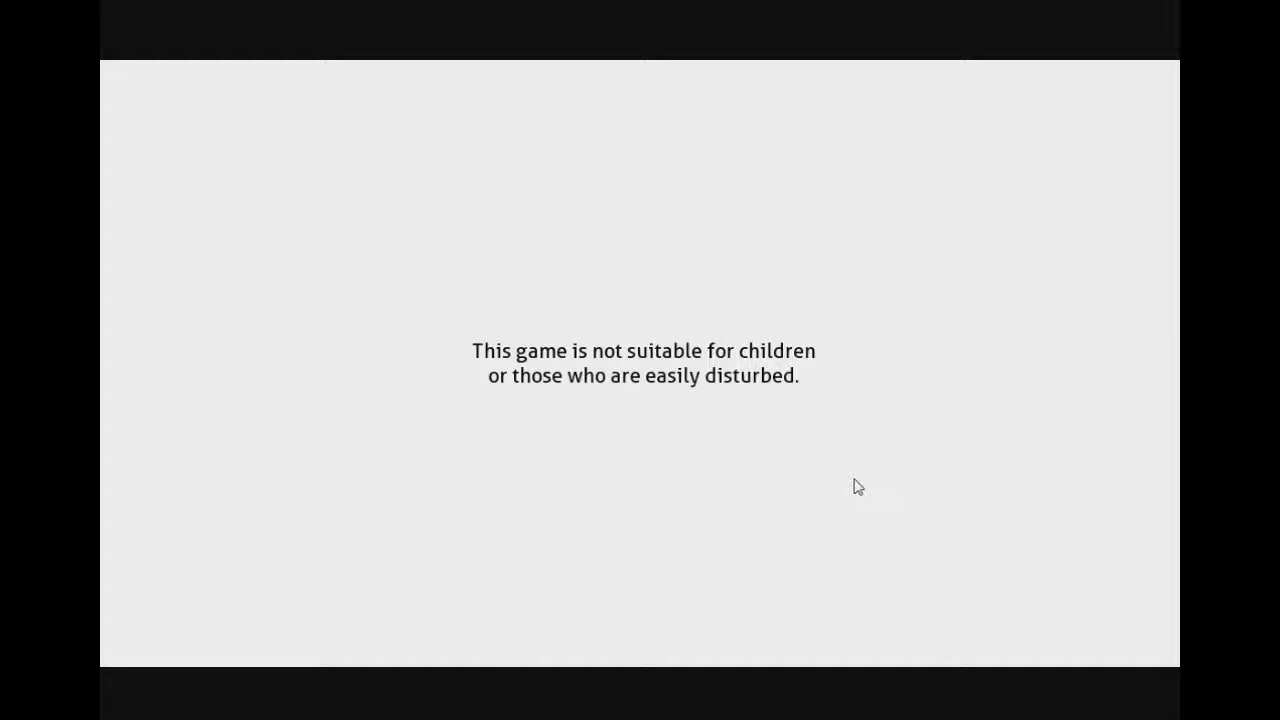 This game is not suitable for children
or those who are easily disturbed.